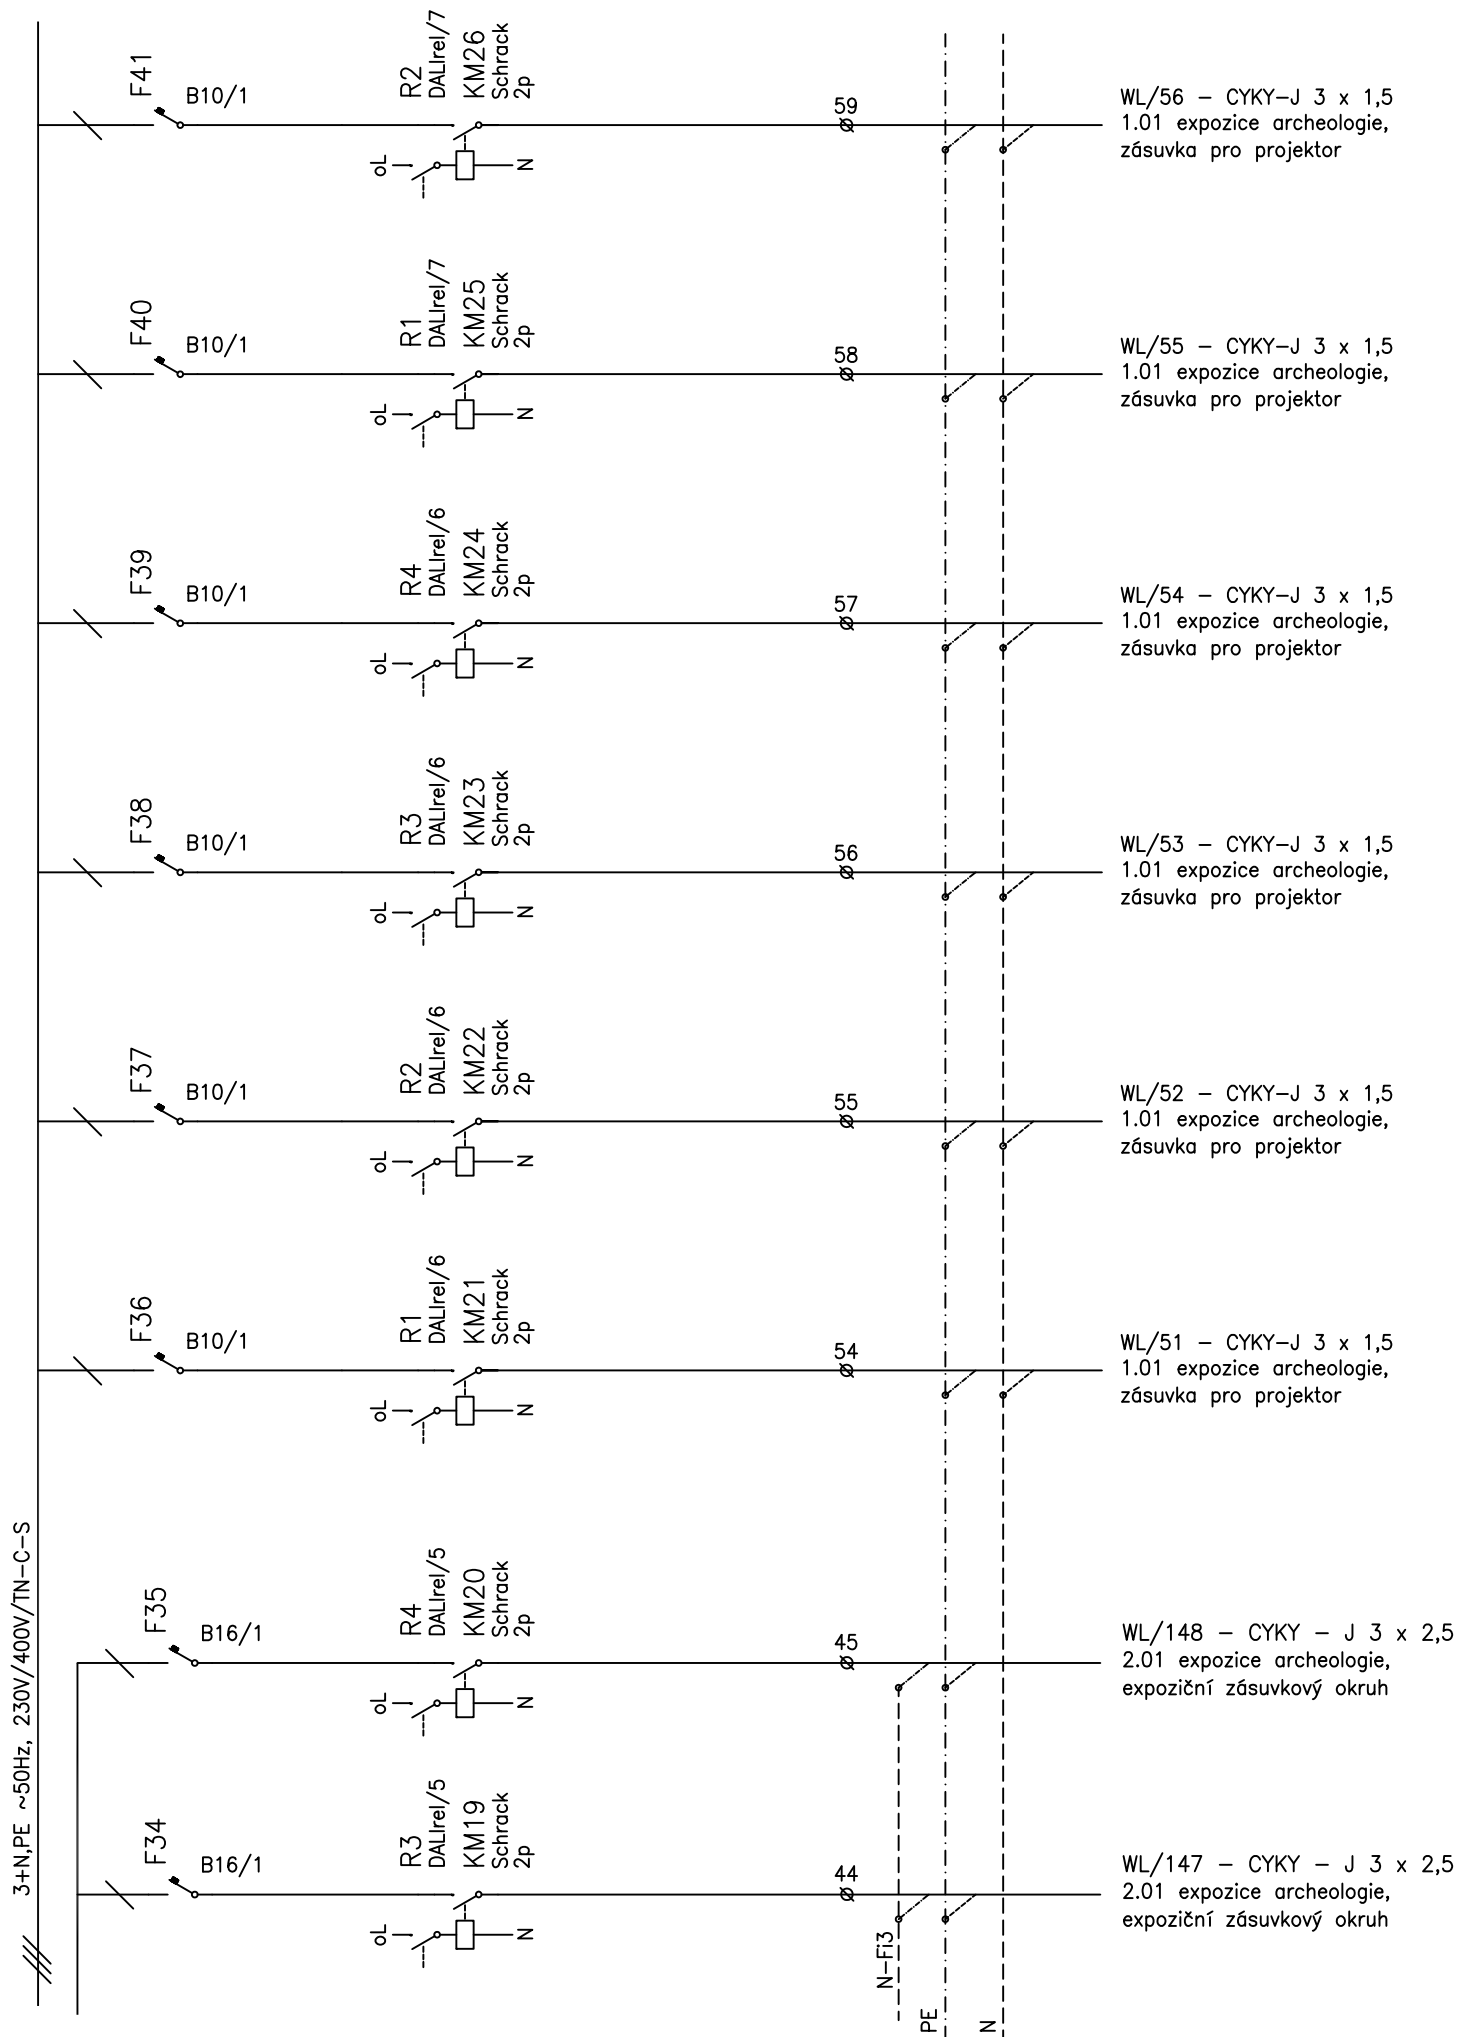 F41
B10/1
R2
DALIrel/7
KM26
Schrack
2p
oL
N
59
WL/56 – CYKY–J 3 x 1,5
1.01 expozice archeologie,
zásuvka pro projektor
F40
B10/1
R1
DALIrel/7
KM25
Schrack
2p
oL
N
58
WL/55 – CYKY–J 3 x 1,5
1.01 expozice archeologie,
zásuvka pro projektor
F39
B10/1
R4
DALIrel/6
KM24
Schrack
2p
oL
N
57
WL/54 – CYKY–J 3 x 1,5
1.01 expozice archeologie,
zásuvka pro projektor
F38
B10/1
R3
DALIrel/6
KM23
Schrack
2p
oL
N
56
WL/53 – CYKY–J 3 x 1,5
1.01 expozice archeologie,
zásuvka pro projektor
F37
B10/1
R2
DALIrel/6
KM22
Schrack
2p
oL
N
55
WL/52 – CYKY–J 3 x 1,5
1.01 expozice archeologie,
zásuvka pro projektor
F36
B10/1
R1
DALIrel/6
KM21
Schrack
2p
oL
N
54
WL/51 – CYKY–J 3 x 1,5
1.01 expozice archeologie,
zásuvka pro projektor
3+N,PE ~50Hz, 230V/400V/TN–C–S
F35
B16/1
R4
DALIrel/5
KM20
Schrack
2p
oL
N
45
WL/148 – CYKY – J 3 x 2,5
2.01 expozice archeologie,
expoziční zásuvkový okruh
F34
B16/1
R3
DALIrel/5
KM19
Schrack
2p
oL
N
44
WL/147 – CYKY – J 3 x 2,5
2.01 expozice archeologie,
expoziční zásuvkový okruh
N–Fi3
PE
N